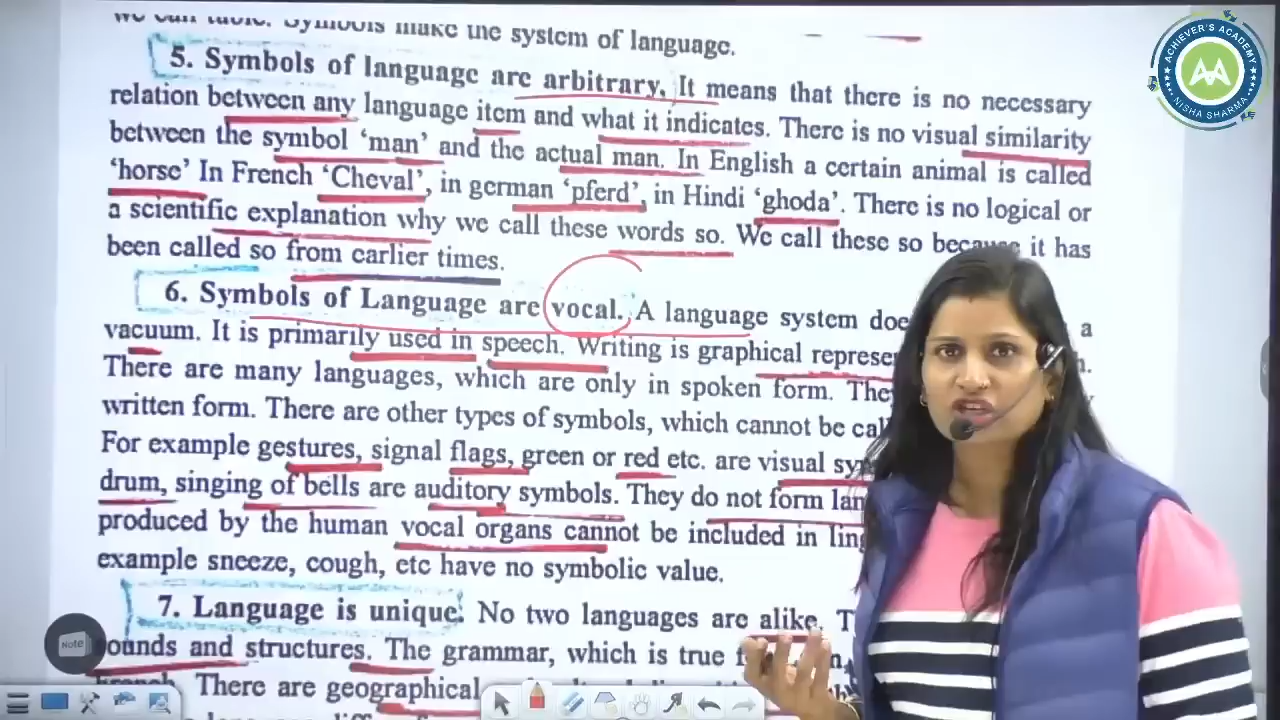 we can table. Symbols make the system of language.
5. Symbols of language are arbitrary. It means that there is no necessary
relation between any language item and what it indicates. There is no visual similarity
between the symbol ‘man’ and the actual man. In English a certain animal is called
‘horse’ In French ‘Cheval’, in german ‘pferd’, in Hindi ‘ghoda’. There is no logical or
a scientific explanation why we call these words so. We call these so because it has
been called so from earlier times.
6. Symbols of Language are vocal. A language system a
vacuum. It is primarily used in speech. Writing is graphical
There are many languages, which are only in spoken form.
written form. There are other types of symbols, which cannot be
For example gestures, signal flags, green or red etc. are visual
drum, singing of bells are auditory symbols. They do not form
produced by the human vocal organs cannot be included in
example sneeze, cough, etc have no symbolic value.
7. Language is unique. No two languages are alike.
and structures. The grammar, which is true
There are geographical
ACHIEVER'S ACADEMY
NISHA SHARMA
Note